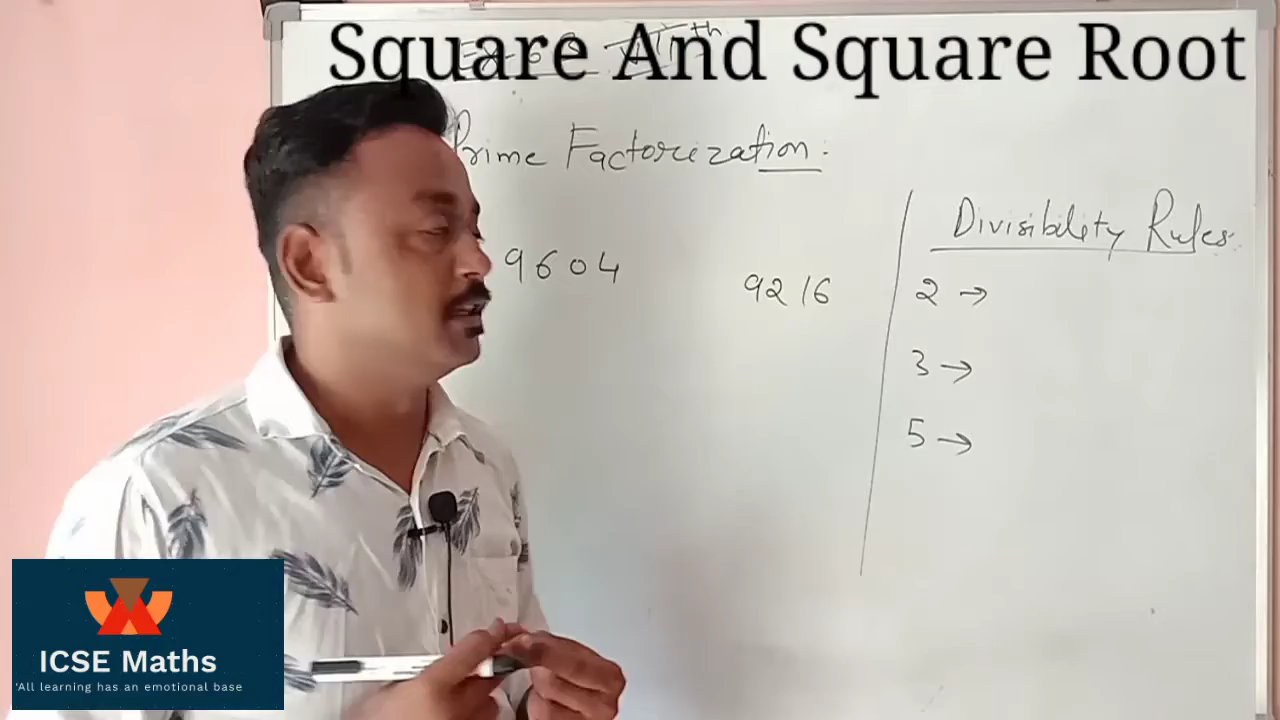 Square And Square Root
Prime Factorization:
9604
9216
Divisibility Rules:
2 →
3 →
5 →
ICSE Maths
'All learning has an emotional base